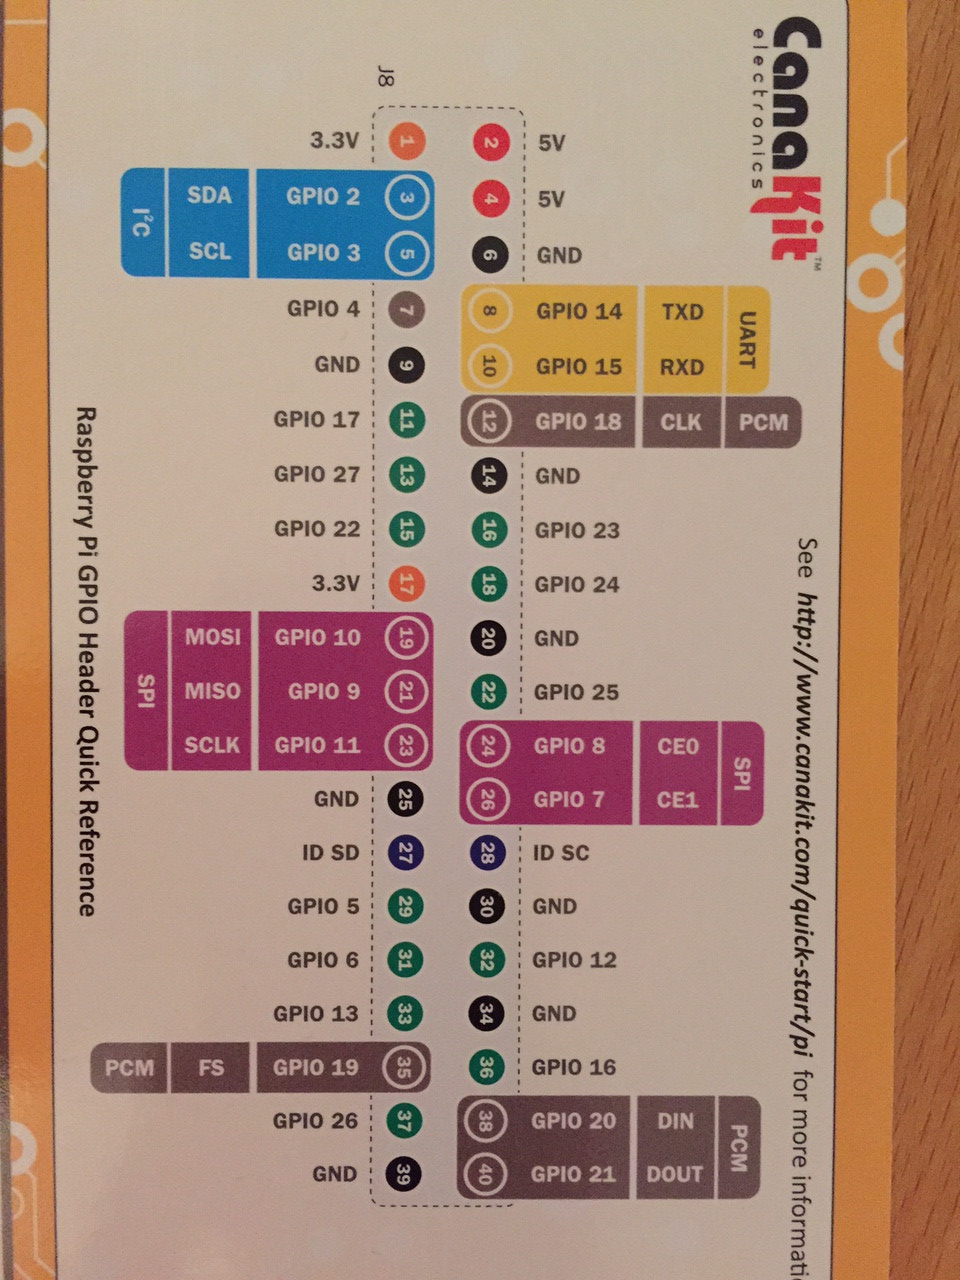 CanaKit™
electronics
J8
3.3V 1 2 5V
I²C SDA GPIO 2 3 4 5V
SCL GPIO 3 5 6 GND
GPIO 4 7 8 GPIO 14 TXD UART
GND 9 10 GPIO 15 RXD
GPIO 17 11 12 GPIO 18 CLK PCM
GPIO 27 13 14 GND
GPIO 22 15 16 GPIO 23
3.3V 17 18 GPIO 24
MOSI GPIO 10 19 20 GND
SPI MISO GPIO 9 21 22 GPIO 25
SCLK GPIO 11 23 24 GPIO 8 CE0 SPI
GND 25 26 GPIO 7 CE1
ID SD 27 28 ID SC
GPIO 5 29 30 GND
GPIO 6 31 32 GPIO 12
GPIO 13 33 34 GND
PCM FS GPIO 19 35 36 GPIO 16
GPIO 26 37 38 GPIO 20 DIN PCM
GND 39 40 GPIO 21 DOUT
See http://www.canakit.com/quick-start/pi for more informati
Raspberry Pi GPIO Header Quick Reference